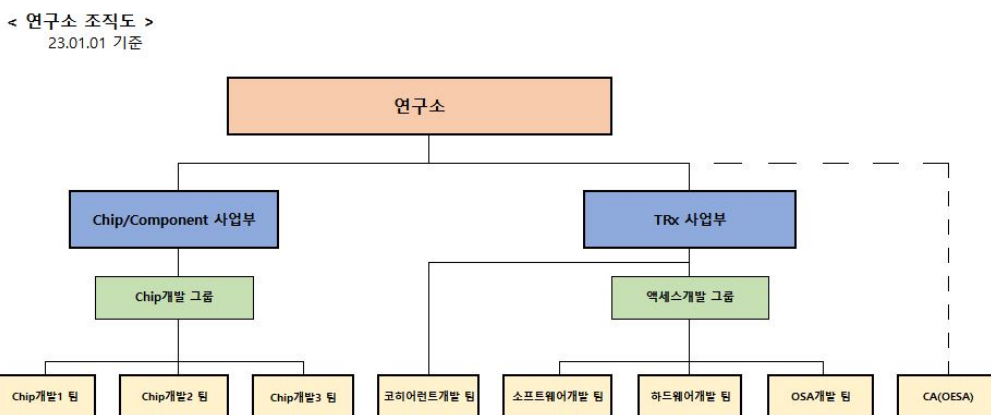 < 연구소 조직도 >
23.01.01 기준
연구소
Chip/Component 사업부
TRx 사업부
Chip개발 그룹
액세스개발 그룹
Chip개발1 팀
Chip개발2 팀
Chip개발3 팀
코히어런트개발 팀
소프트웨어개발 팀
하드웨어개발 팀
OSA개발 팀
CA(OESA)